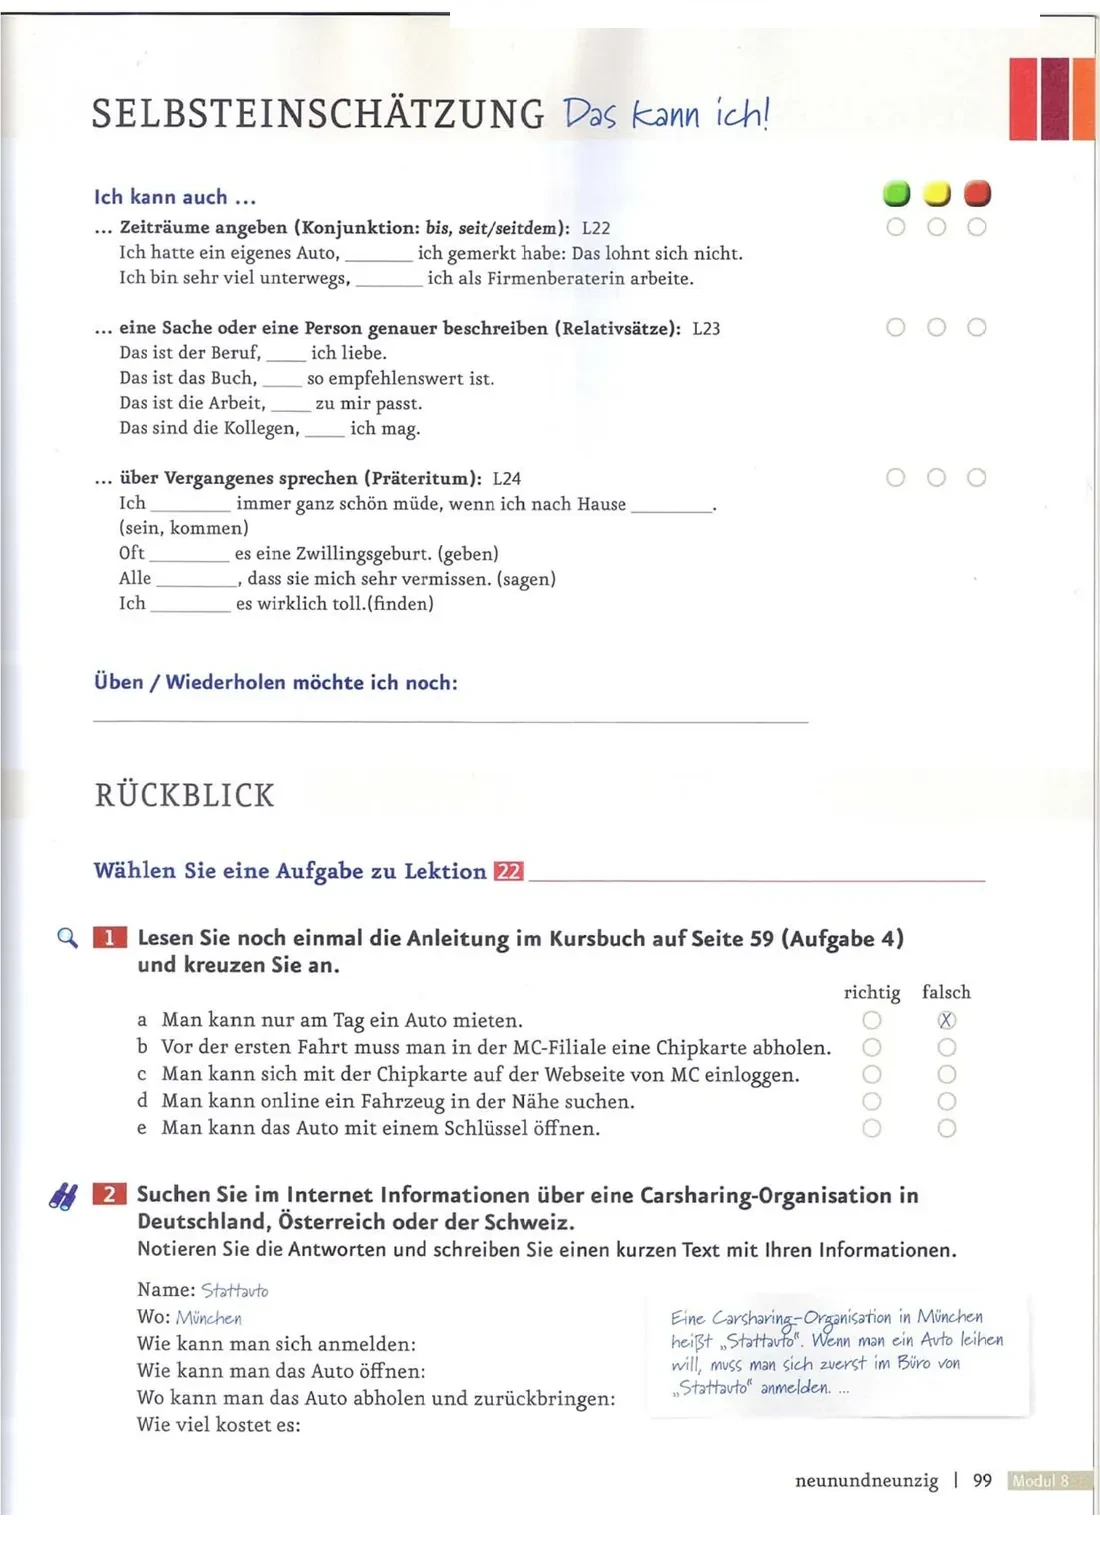 SELBSTEINSCHÄTZUNG Das kann ich!
Ich kann auch ...
... Zeiträume angeben (Konjunktion: bis, seit/seitdem): L22
Ich hatte ein eigenes Auto, _______ ich gemerkt habe: Das lohnt sich nicht.
Ich bin sehr viel unterwegs, _______ ich als Firmenberaterin arbeite.
... eine Sache oder eine Person genauer beschreiben (Relativsätze): L23
Das ist der Beruf, ____ ich liebe.
Das ist das Buch, ____ so empfehlenswert ist.
Das ist die Arbeit, ____ zu mir passt.
Das sind die Kollegen, ____ ich mag.
... über Vergangenes sprechen (Präteritum): L24
Ich ________ immer ganz schön müde, wenn ich nach Hause ________.
(sein, kommen)
Oft ________ es eine Zwillingsgeburt. (geben)
Alle ________, dass sie mich sehr vermissen. (sagen)
Ich ________ es wirklich toll.(finden)
Üben / Wiederholen möchte ich noch:
RÜCKBLICK
Wählen Sie eine Aufgabe zu Lektion 22
1 Lesen Sie noch einmal die Anleitung im Kursbuch auf Seite 59 (Aufgabe 4)
und kreuzen Sie an.
richtig falsch
a Man kann nur am Tag ein Auto mieten. X
b Vor der ersten Fahrt muss man in der MC-Filiale eine Chipkarte abholen.
c Man kann sich mit der Chipkarte auf der Webseite von MC einloggen.
d Man kann online ein Fahrzeug in der Nähe suchen.
e Man kann das Auto mit einem Schlüssel öffnen.
2 Suchen Sie im Internet Informationen über eine Carsharing-Organisation in
Deutschland, Österreich oder der Schweiz.
Notieren Sie die Antworten und schreiben Sie einen kurzen Text mit Ihren Informationen.
Name: Stattauto
Wo: München
Wie kann man sich anmelden:
Wie kann man das Auto öffnen:
Wo kann man das Auto abholen und zurückbringen:
Wie viel kostet es:
Eine Carsharing-Organisation in München
heißt „Stattauto“. Wenn man ein Auto leihen
will, muss man sich zuerst im Büro von
„Stattauto“ anmelden. ...
neunundneunzig | 99 Modul 8